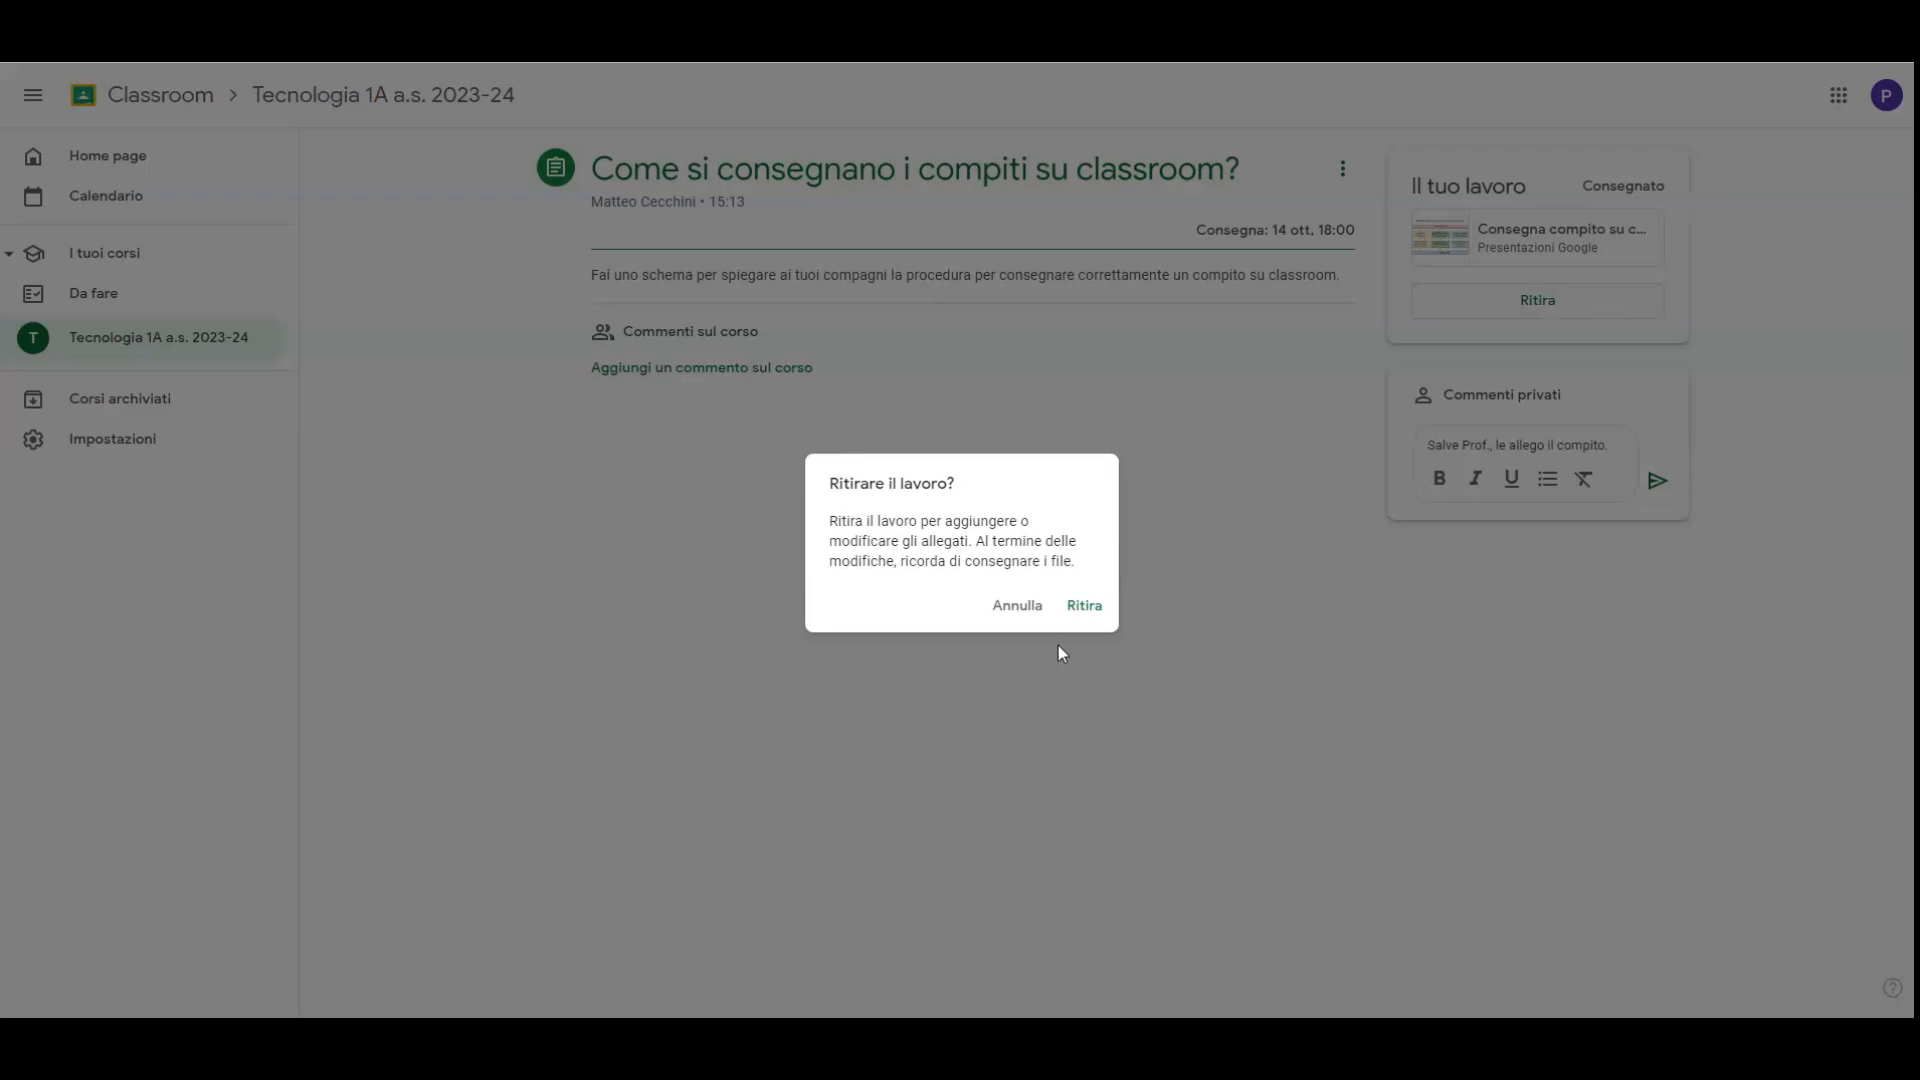 Classroom > Tecnologia 1A a.s. 2023-24
P
Home page
Calendario
I tuoi corsi
Da fare
T Tecnologia 1A a.s. 2023-24
Corsi archiviati
Impostazioni
Come si consegnano i compiti su classroom?
Matteo Cecchini • 15:13
Consegna: 14 ott, 18:00
Fai uno schema per spiegare ai tuoi compagni la procedura per consegnare correttamente un compito su classroom.
Commenti sul corso
Aggiungi un commento sul corso
Il tuo lavoro Consegnato
Consegna compito su c...
Presentazioni Google
Ritira
Commenti privati
Salve Prof., le allego il compito.
B I U
Ritirare il lavoro?
Ritira il lavoro per aggiungere o
modificare gli allegati. Al termine delle
modifiche, ricorda di consegnare i file.
Annulla Ritira